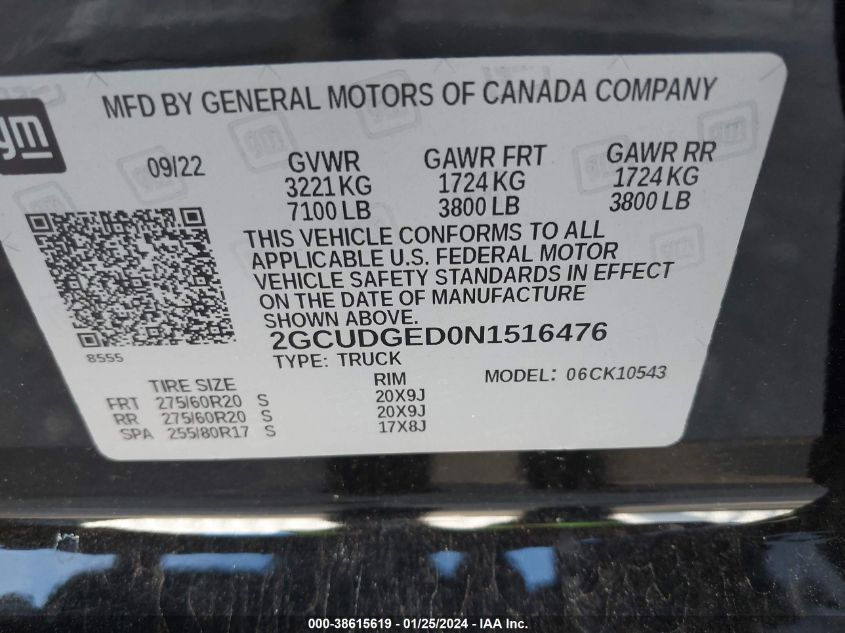 MFD BY GENERAL MOTORS OF CANADA COMPANY
gm
09/22 GVWR GAWR FRT GAWR RR
3221 KG 1724 KG 1724 KG
7100 LB 3800 LB 3800 LB
THIS VEHICLE CONFORMS TO ALL
APPLICABLE U.S. FEDERAL MOTOR
VEHICLE SAFETY STANDARDS IN EFFECT
ON THE DATE OF MANUFACTURE
SHOWN ABOVE.
2GCUDGED0N1516476
8555
TYPE: TRUCK
MODEL: 06CK10543
TIRE SIZE RIM
FRT 275/60R20 S 20X9J
RR 275/60R20 S 20X9J
SPA 255/80R17 S 17X8J
000-38615619 / 01/25/2024 - IAA Inc.